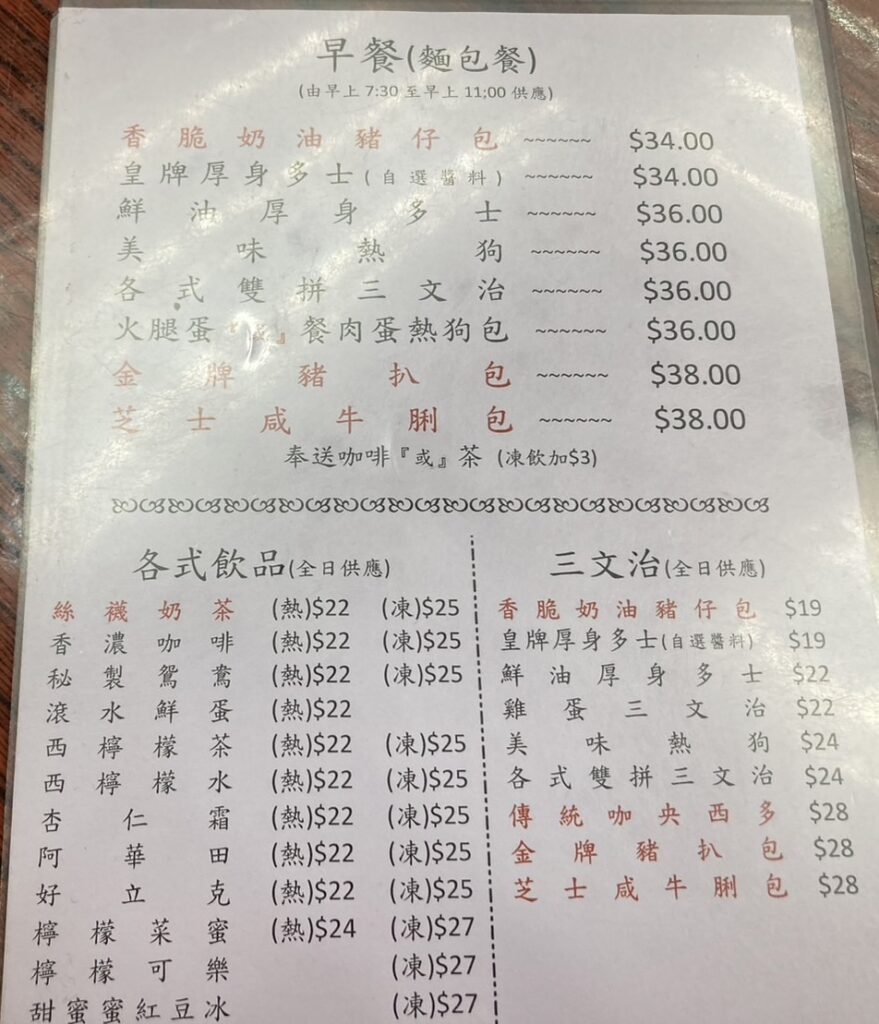 早餐(麵包餐)
(由早上 7:30 至早上 11;00 供應)
香脆奶油豬仔包 ~~~~~~ $34.00
皇牌厚身多士(自選醬料) ~~~~~~ $34.00
鮮油厚身多士 ~~~~~~ $36.00
美味熱狗 ~~~~~~ $36.00
各式雙拼三文治 ~~~~~~ $36.00
火腿蛋『或』餐肉蛋熱狗包 ~~~~~~ $36.00
金牌豬扒包 ~~~~~~ $38.00
芝士咸牛脷包 ~~~~~~ $38.00
奉送咖啡『或』茶 (凍飲加$3)
各式飲品(全日供應)
絲襪奶茶 (熱)$22 (凍)$25
香濃咖啡 (熱)$22 (凍)$25
秘製鴛鴦 (熱)$22 (凍)$25
滾水鮮蛋 (熱)$22
西檸檬茶 (熱)$22 (凍)$25
西檸檬水 (熱)$22 (凍)$25
杏仁霜 (熱)$22 (凍)$25
阿華田 (熱)$22 (凍)$25
好立克 (熱)$22 (凍)$25
檸檬菜蜜 (熱)$24 (凍)$27
檸檬可樂 (凍)$27
甜蜜蜜紅豆冰 (凍)$27
三文治(全日供應)
香脆奶油豬仔包 $19
皇牌厚身多士(自選醬料) $19
鮮油厚身多士 $22
雞蛋三文治 $22
美味熱狗 $24
各式雙拼三文治 $24
傳統咖央西多 $28
金牌豬扒包 $28
芝士咸牛脷包 $28